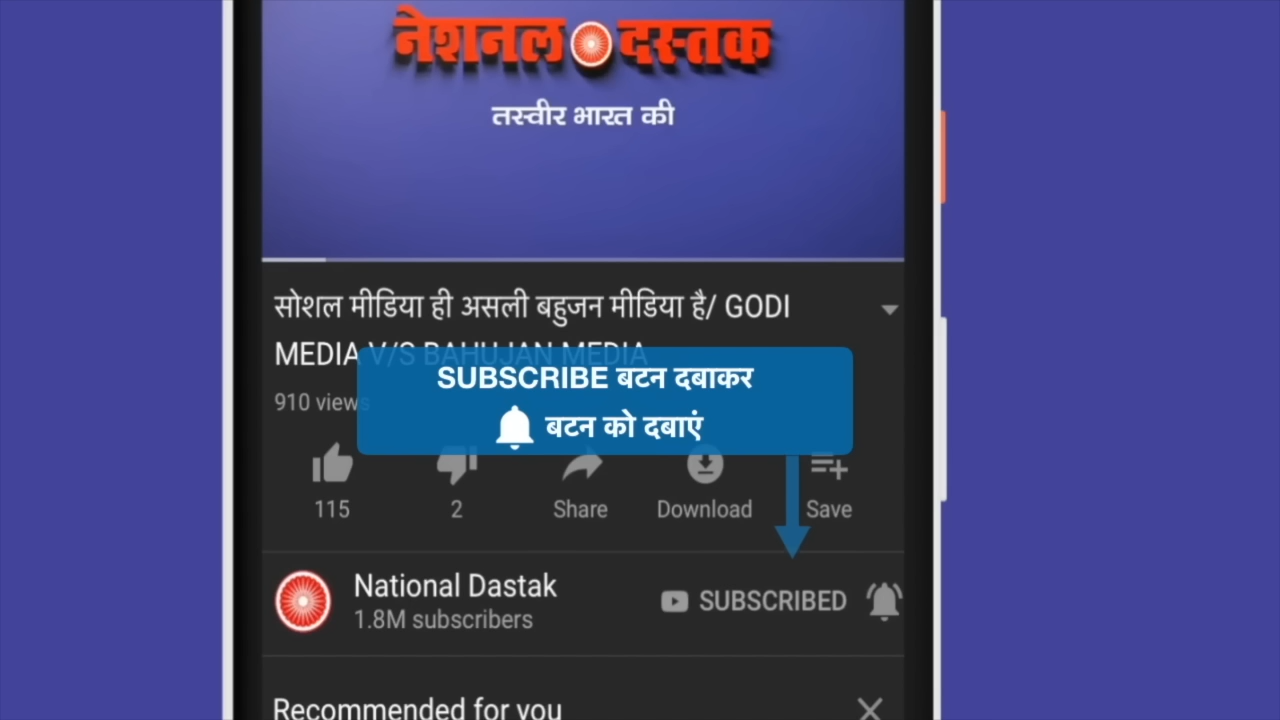 नेशनल दस्तक
तस्वीर भारत की
सोशल मीडिया ही असली बहुजन मीडिया है/ GODI
MEDIA V/S BAHUJAN MEDIA
910 views
SUBSCRIBE बटन दबाकर
बटन को दबाएं
115
2
Share
Download
Save
National Dastak
1.8M subscribers
SUBSCRIBED
Recommended for you